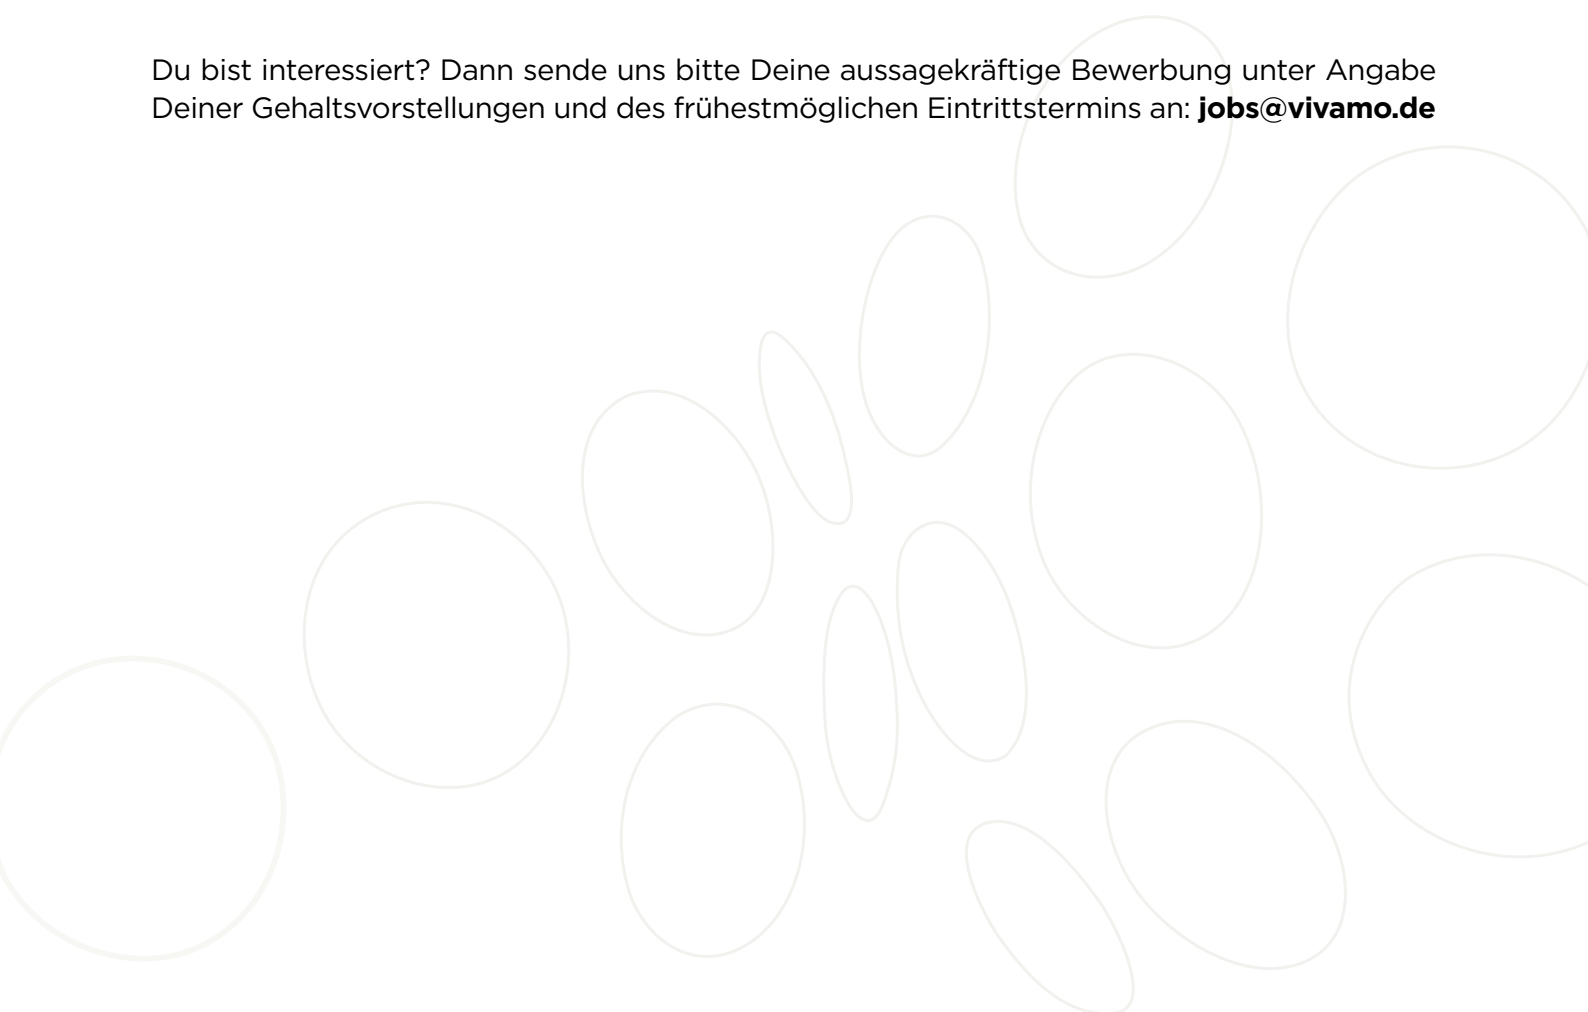 Du bist interessiert? Dann sende uns bitte Deine aussagekräftige Bewerbung unter Angabe
Deiner Gehaltsvorstellungen und des frühestmöglichen Eintrittstermins an: jobs@vivamo.de